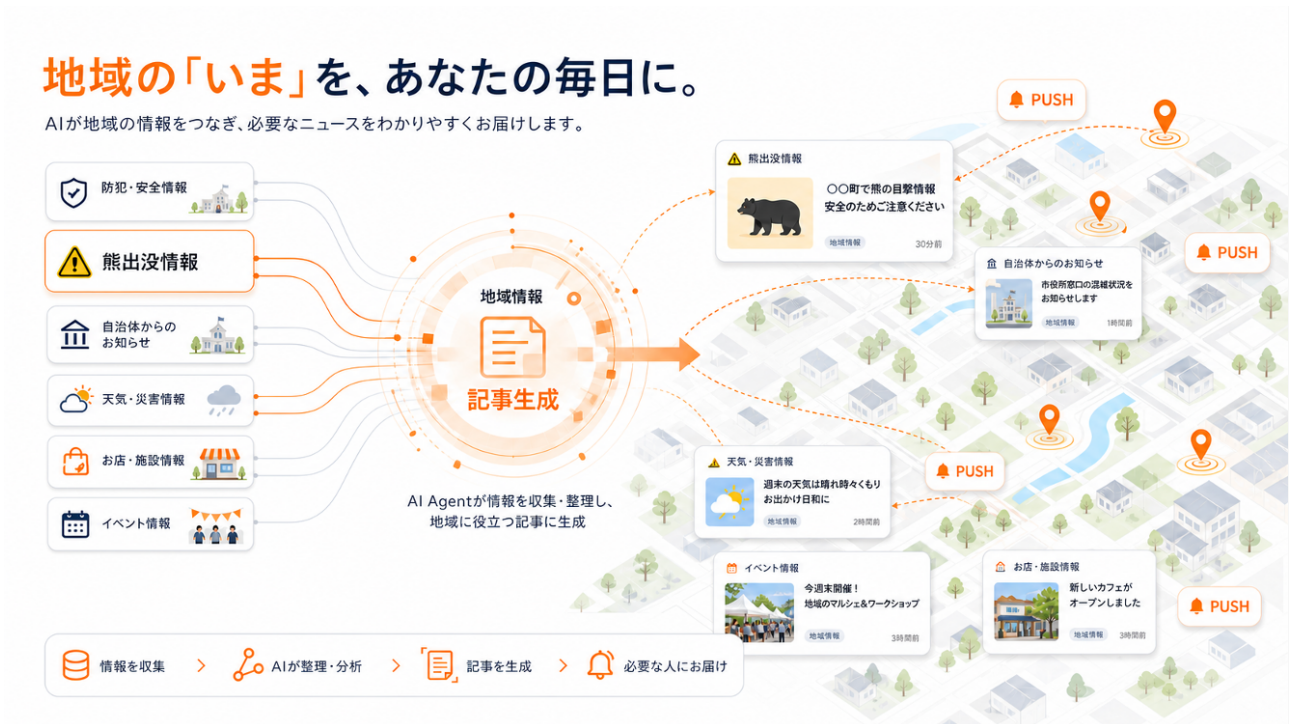 地域の「いま」を、あなたの毎日に。
AIが地域の情報をつなぎ、必要なニュースをわかりやすくお届けします。
防犯・安全情報
熊出没情報
自治体からの
お知らせ
天気・災害情報
お店・施設情報
イベント情報
地域情報
記事生成
AI Agentが情報を収集・整理し、
地域に役立つ記事に生成
PUSH
熊出没情報
〇〇町で熊の目撃情報
安全のためご注意ください
地域情報
30分前
PUSH
自治体からのお知らせ
市役所窓口の混雑状況を
お知らせします
地域情報
1時間前
天気・災害情報
週末の天気は晴れ時々くもり
お出かけ日和に
地域情報
2時間前
PUSH
イベント情報
今週末開催！
地域のマルシェ&ワークショップ
地域情報
3時間前
お店・施設情報
新しいカフェが
オープンしました
地域情報
3時間前
PUSH
情報を収集
AIが整理・分析
記事を生成
必要な人にお届け